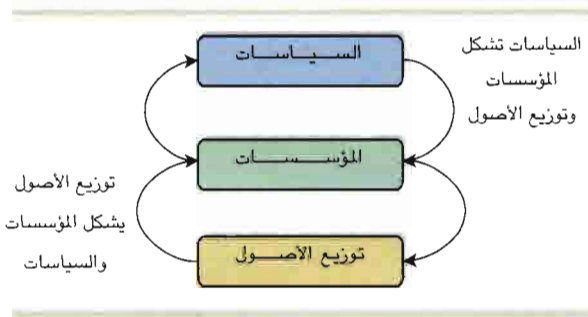 السياسات
السياسات تشكل
المؤسسات
وتوزيع الأصول
المؤسسات
توزيع الأصول
يشكل المؤسسات
والسياسات
توزيع الأصول